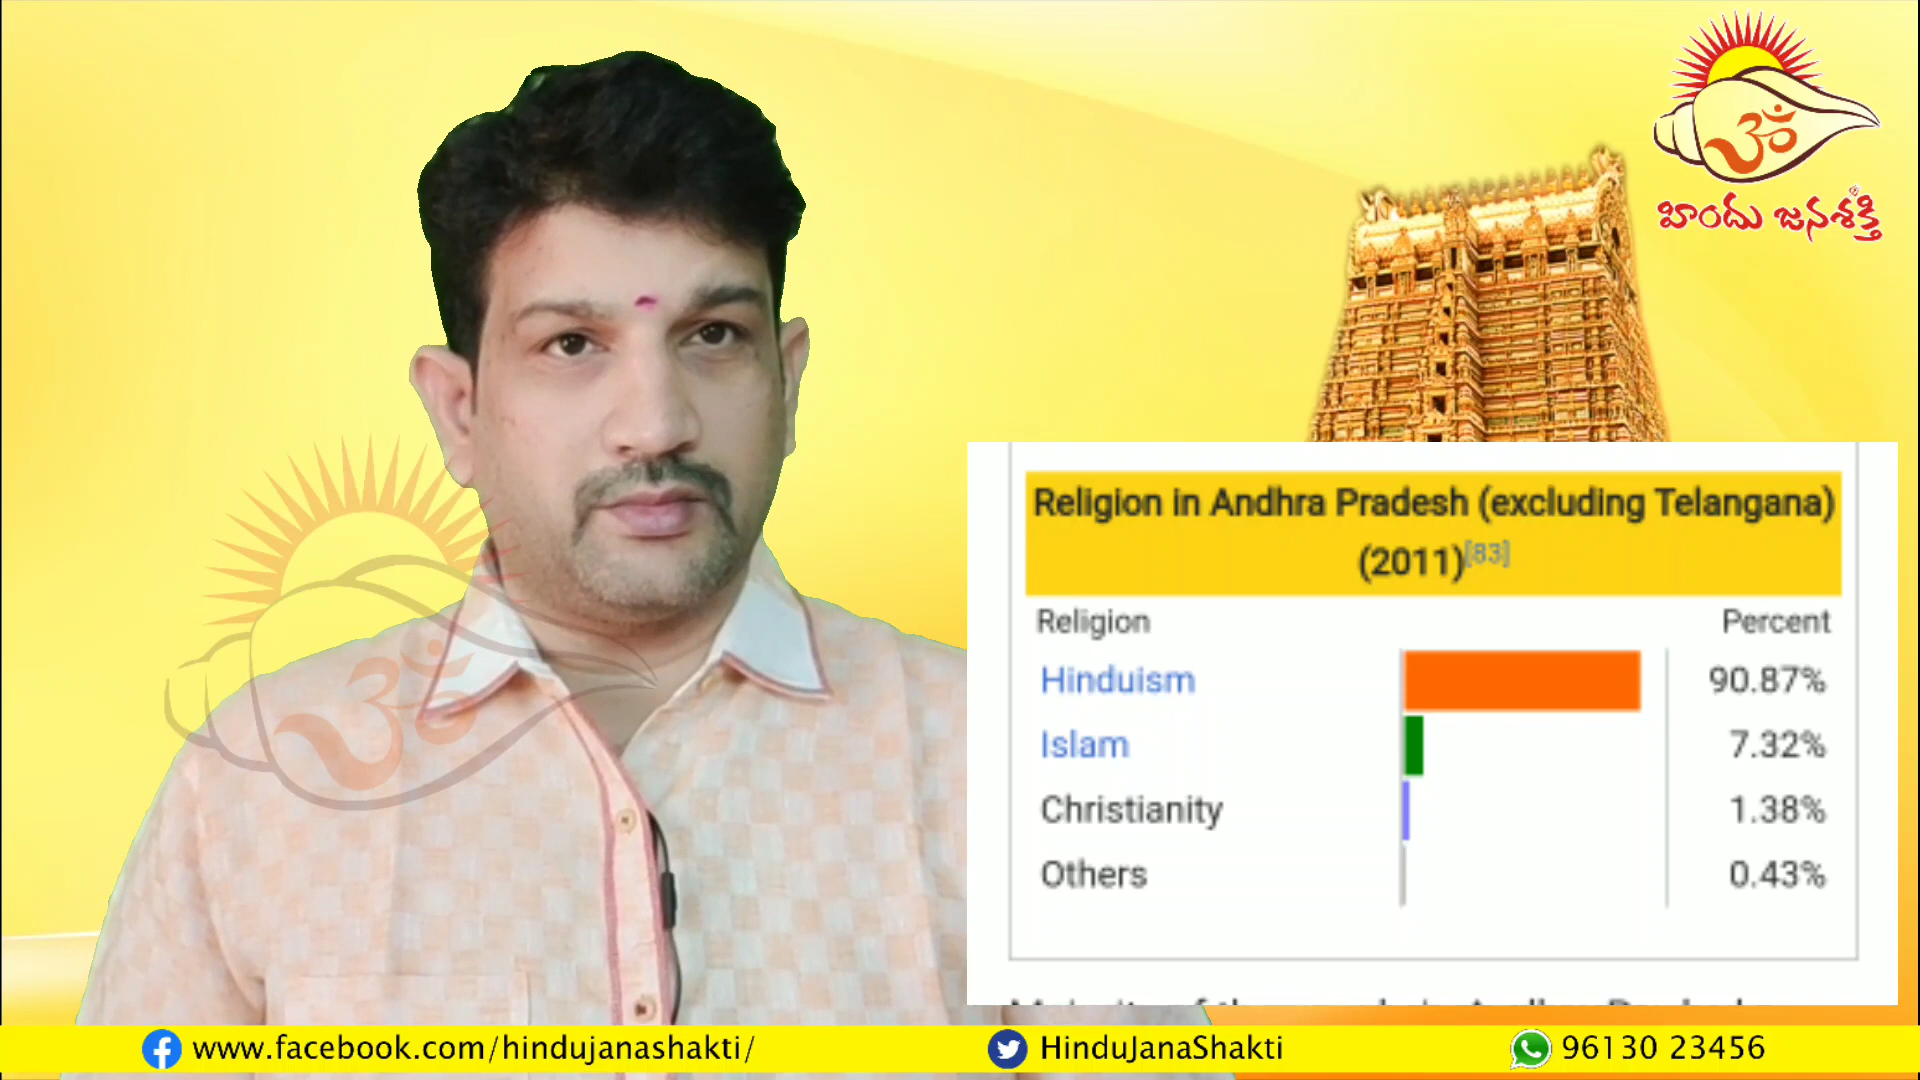 ॐ
హిందు జనశక్తి
ॐ
Religion in Andhra Pradesh (excluding Telangana)
(2011)[83]
Religion Percent
Hinduism 90.87%
Islam 7.32%
Christianity 1.38%
Others 0.43%
www.facebook.com/hindujanashakti/ HinduJanaShakti 96130 23456